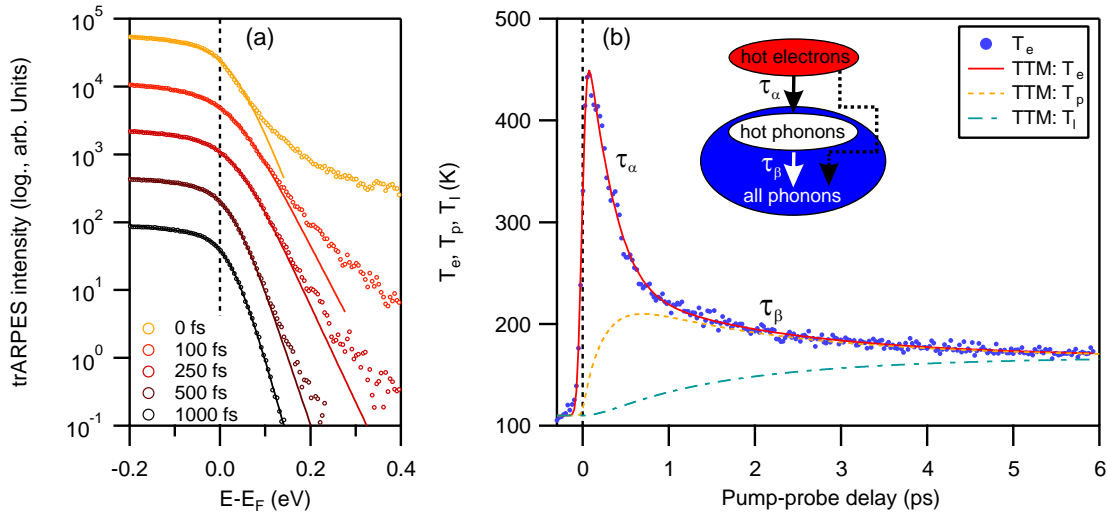 (a)
trARPES intensity (log., arb. Units)
10^5
10^4
10^3
10^2
10^1
10^0
10^-1
0 fs
100 fs
250 fs
500 fs
1000 fs
-0.2
0.0
0.2
0.4
E-E_F (eV)
(b)
T_e, T_p, T_l (K)
500
400
300
200
100
hot electrons
τ_α
hot phonons
τ_β
all phonons
T_e
TTM: T_e
TTM: T_p
TTM: T_l
τ_α
τ_β
0
1
2
3
4
5
6
Pump-probe delay (ps)